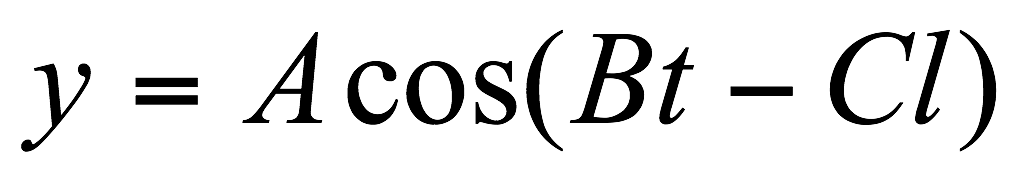 y = A cos(Bt − Cl)